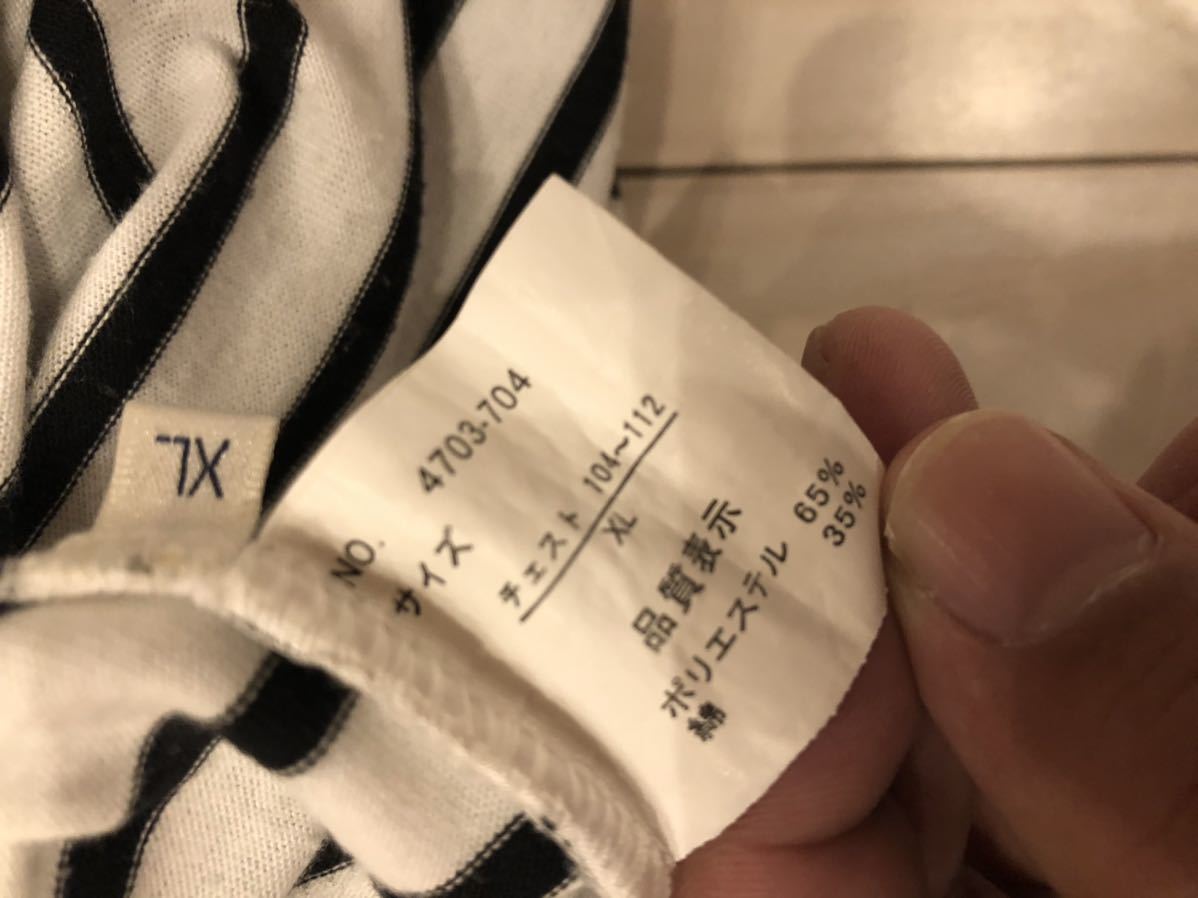 XL
NO. 4703-704
サイズ
チェスト 104~112
XL
品質表示
ポリエステル 65%
綿 35%